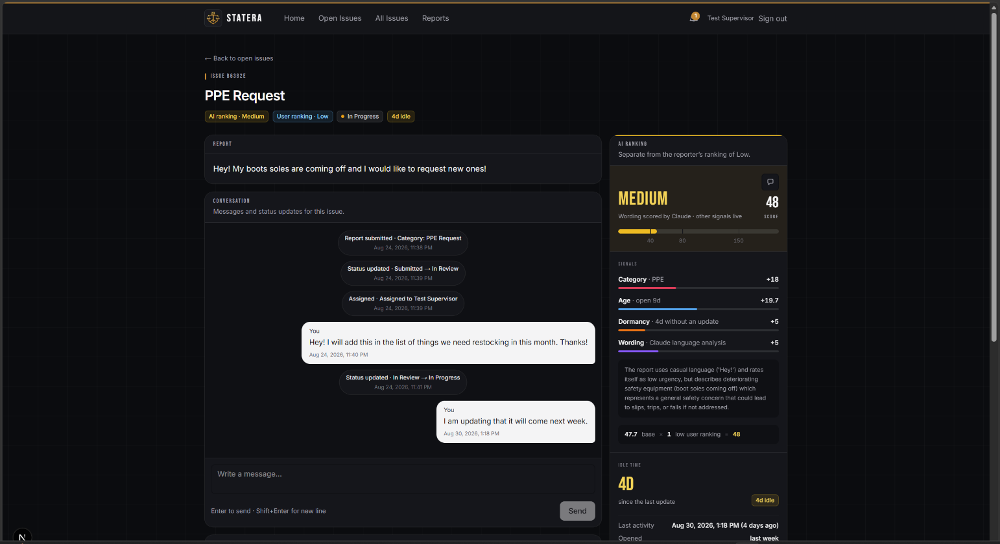 STATERA
Home
Open Issues
All Issues
Reports
1
Test Supervisor
Sign out
← Back to open issues
ISSUE B6382E
PPE Request
AI ranking · Medium
User ranking · Low
In Progress
4d idle
REPORT
Hey! My boots soles are coming off and I would like to request new ones!
CONVERSATION
Messages and status updates for this issue.
Report submitted · Category: PPE Request
Aug 24, 2026, 11:38 PM
Status updated · Submitted → In Review
Aug 24, 2026, 11:39 PM
Assigned · Assigned to Test Supervisor
Aug 24, 2026, 11:39 PM
You
Hey! I will add this in the list of things we need restocking in this month. Thanks!
Aug 24, 2026, 11:40 PM
Status updated · In Review → In Progress
Aug 24, 2026, 11:41 PM
You
I am updating that it will come next week.
Aug 30, 2026, 1:18 PM
Write a message...
Enter to send · Shift+Enter for new line
Send
AI RANKING
Separate from the reporter's ranking of Low.
MEDIUM
48
Wording scored by Claude · other signals live
SCORE
40
80
150
SIGNALS
Category · PPE
+18
Age · open 9d
+19.7
Dormancy · 4d without an update
+5
Wording · Claude language analysis
+5
The report uses casual language ('Hey!') and rates
itself as low urgency, but describes deteriorating
safety equipment (boot soles coming off) which
represents a general safety concern that could lead
to slips, trips, or falls if not addressed.
47.7 base × 1 low user ranking = 48
IDLE TIME
4D
since the last update
4d idle
Last activity
Aug 30, 2026, 1:18 PM (4 days ago)
Opened
last week
N